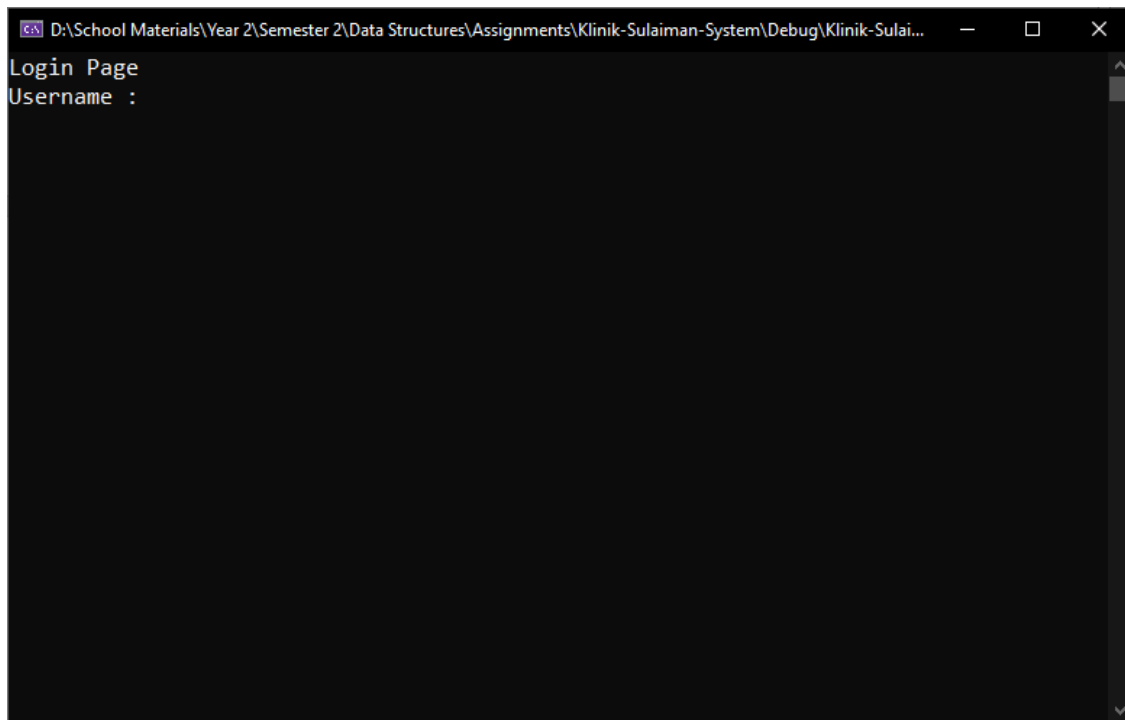 D:\School Materials\Year 2\Semester 2\Data Structures\Assignments\Klinik-Sulaiman-System\Debug\Klinik-Sulai...
Login Page
Username :